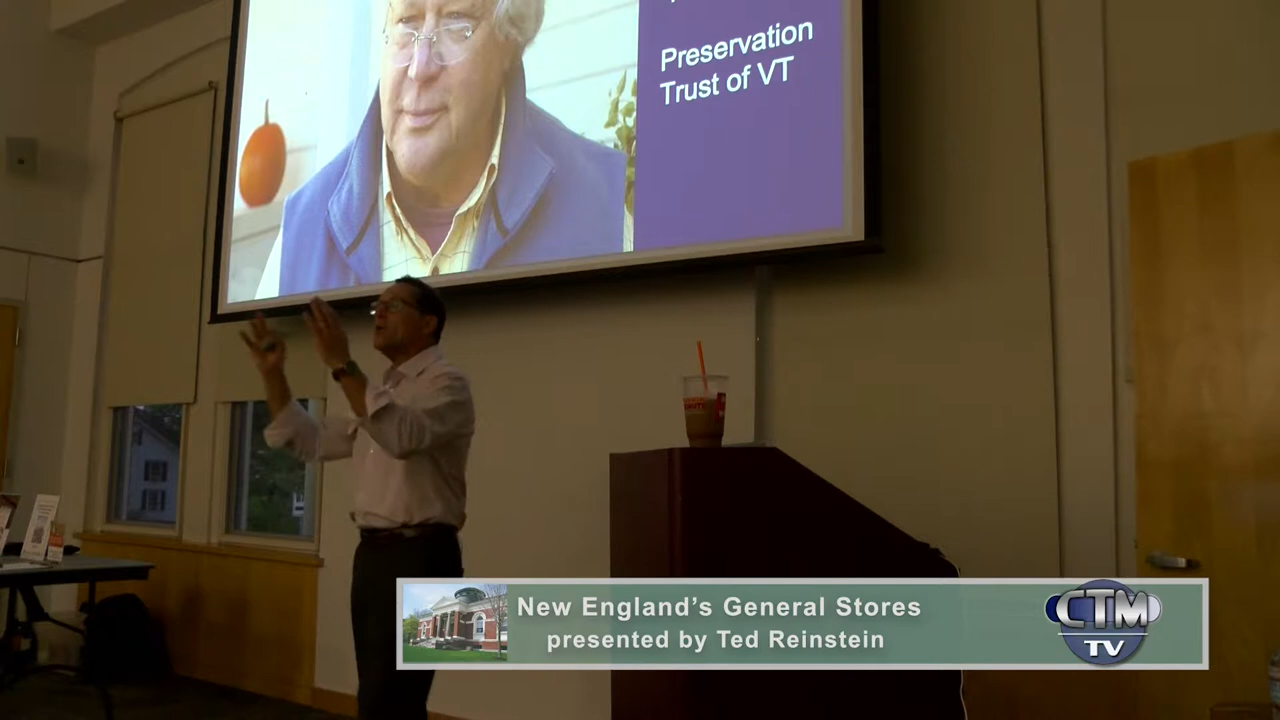 Preservation
Trust of VT
New England's General Stores
presented by Ted Reinstein
CTM
TV